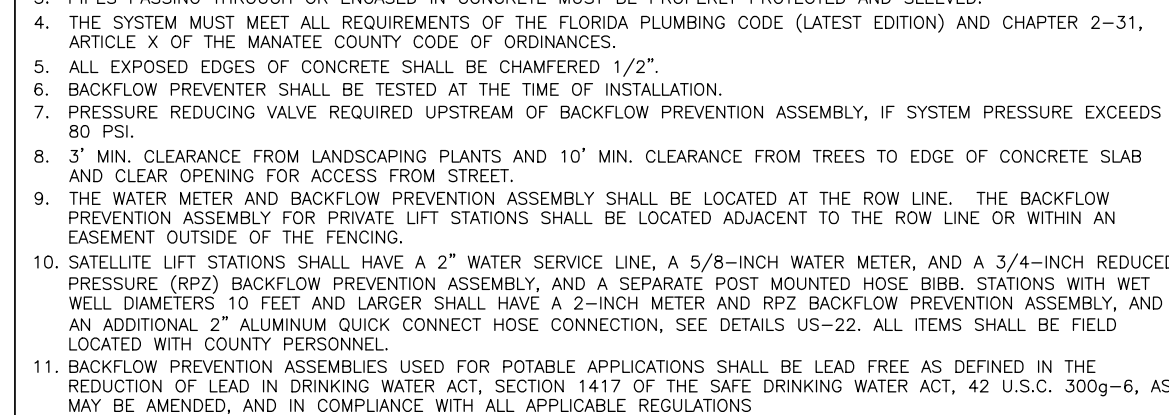 3. PIPES PASSING THROUGH OR ENCASED IN CONCRETE MUST BE PROPERLY PROTECTED AND SLEEVED.
4. THE SYSTEM MUST MEET ALL REQUIREMENTS OF THE FLORIDA PLUMBING CODE (LATEST EDITION) AND CHAPTER 2-31,
ARTICLE X OF THE MANATEE COUNTY CODE OF ORDINANCES.
5. ALL EXPOSED EDGES OF CONCRETE SHALL BE CHAMFERED 1/2".
6. BACKFLOW PREVENTER SHALL BE TESTED AT THE TIME OF INSTALLATION.
7. PRESSURE REDUCING VALVE REQUIRED UPSTREAM OF BACKFLOW PREVENTION ASSEMBLY, IF SYSTEM PRESSURE EXCEEDS
80 PSI.
8. 3' MIN. CLEARANCE FROM LANDSCAPING PLANTS AND 10' MIN. CLEARANCE FROM TREES TO EDGE OF CONCRETE SLAB
AND CLEAR OPENING FOR ACCESS FROM STREET.
9. THE WATER METER AND BACKFLOW PREVENTION ASSEMBLY SHALL BE LOCATED AT THE ROW LINE. THE BACKFLOW
PREVENTION ASSEMBLY FOR PRIVATE LIFT STATIONS SHALL BE LOCATED ADJACENT TO THE ROW LINE OR WITHIN AN
EASEMENT OUTSIDE OF THE FENCING.
10. SATELLITE LIFT STATIONS SHALL HAVE A 2" WATER SERVICE LINE, A 5/8-INCH WATER METER, AND A 3/4-INCH REDUCED
PRESSURE (RPZ) BACKFLOW PREVENTION ASSEMBLY, AND A SEPARATE POST MOUNTED HOSE BIBB. STATIONS WITH WET
WELL DIAMETERS 10 FEET AND LARGER SHALL HAVE A 2-INCH METER AND RPZ BACKFLOW PREVENTION ASSEMBLY, AND
AN ADDITIONAL 2" ALUMINUM QUICK CONNECT HOSE CONNECTION, SEE DETAILS US-22. ALL ITEMS SHALL BE FIELD
LOCATED WITH COUNTY PERSONNEL.
11. BACKFLOW PREVENTION ASSEMBLIES USED FOR POTABLE APPLICATIONS SHALL BE LEAD FREE AS DEFINED IN THE
REDUCTION OF LEAD IN DRINKING WATER ACT, SECTION 1417 OF THE SAFE DRINKING WATER ACT, 42 U.S.C. 300g-6, AS
MAY BE AMENDED, AND IN COMPLIANCE WITH ALL APPLICABLE REGULATIONS